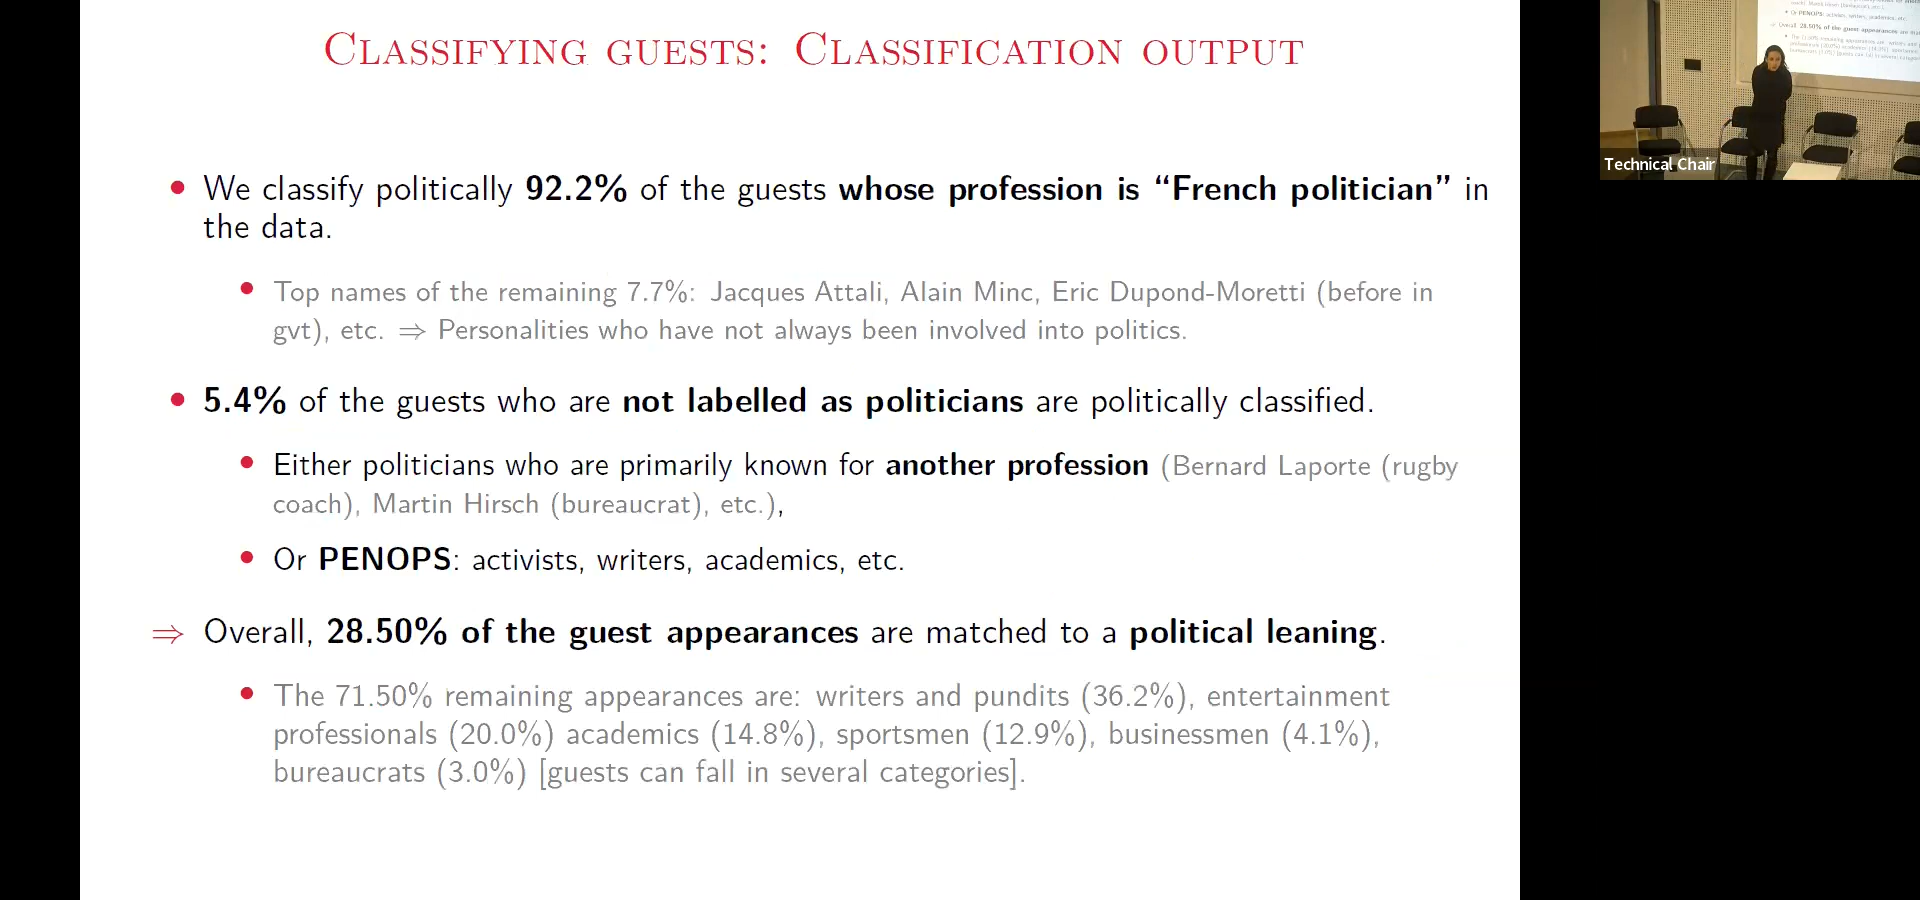 CLASSIFYING GUESTS: CLASSIFICATION OUTPUT
• We classify politically 92.2% of the guests whose profession is “French politician” in
the data.
• Top names of the remaining 7.7%: Jacques Attali, Alain Minc, Eric Dupond-Moretti (before in
gvt), etc. ⇒ Personalities who have not always been involved into politics.
• 5.4% of the guests who are not labelled as politicians are politically classified.
• Either politicians who are primarily known for another profession (Bernard Laporte (rugby
coach), Martin Hirsch (bureaucrat), etc.),
• Or PENOPS: activists, writers, academics, etc.
⇒ Overall, 28.50% of the guest appearances are matched to a political leaning.
• The 71.50% remaining appearances are: writers and pundits (36.2%), entertainment
professionals (20.0%) academics (14.8%), sportsmen (12.9%), businessmen (4.1%),
bureaucrats (3.0%) [guests can fall in several categories].
Technical Chair